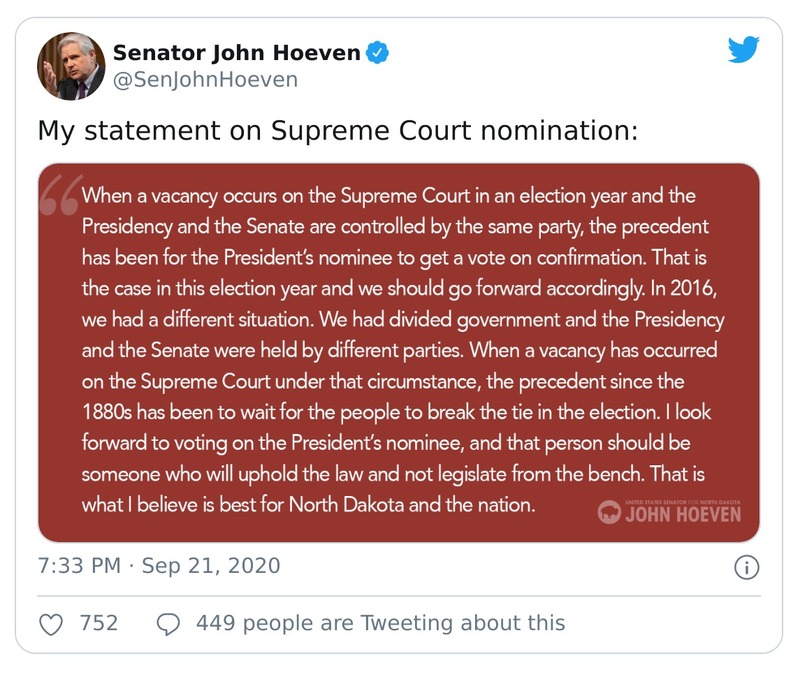 Senator John Hoeven
@SenJohnHoeven
My statement on Supreme Court nomination:
“When a vacancy occurs on the Supreme Court in an election year and the
Presidency and the Senate are controlled by the same party, the precedent
has been for the President’s nominee to get a vote on confirmation. That is
the case in this election year and we should go forward accordingly. In 2016,
we had a different situation. We had divided government and the Presidency
and the Senate were held by different parties. When a vacancy has occurred
on the Supreme Court under that circumstance, the precedent since the
1880s has been to wait for the people to break the tie in the election. I look
forward to voting on the President’s nominee, and that person should be
someone who will uphold the law and not legislate from the bench. That is
what I believe is best for North Dakota and the nation.
UNITED STATES SENATOR FOR NORTH DAKOTA
JOHN HOEVEN
7:33 PM · Sep 21, 2020
752 449 people are Tweeting about this